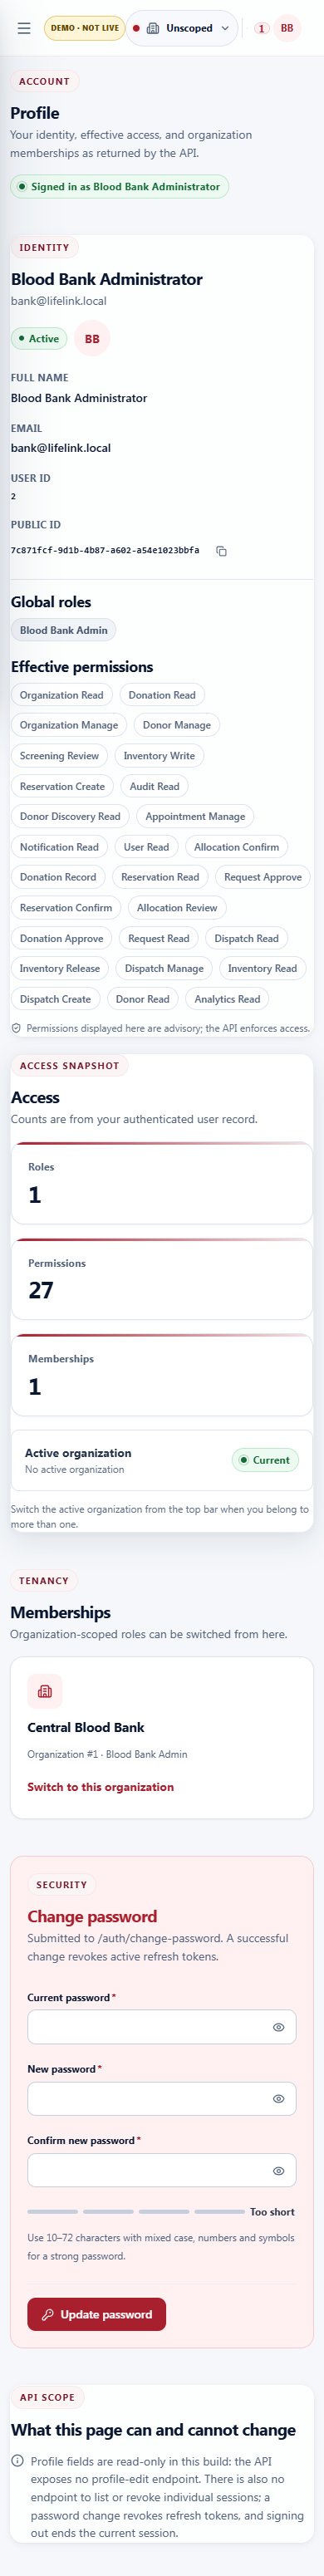 DEMO • NOT LIVE
Unscoped
1
BB
ACCOUNT
Profile
Your identity, effective access, and organization
memberships as returned by the API.
Signed in as Blood Bank Administrator
IDENTITY
Blood Bank Administrator
bank@lifelink.local
Active
BB
FULL NAME
Blood Bank Administrator
EMAIL
bank@lifelink.local
USER ID
2
PUBLIC ID
7c871fcf-9d1b-4b87-a602-a54e1023bbfa
Global roles
Blood Bank Admin
Effective permissions
Organization Read Donation Read
Organization Manage Donor Manage
Screening Review Inventory Write
Reservation Create Audit Read
Donor Discovery Read Appointment Manage
Notification Read User Read Allocation Confirm
Donation Record Reservation Read Request Approve
Reservation Confirm Allocation Review
Donation Approve Request Read Dispatch Read
Inventory Release Dispatch Manage Inventory Read
Dispatch Create Donor Read Analytics Read
Permissions displayed here are advisory; the API enforces access.
ACCESS SNAPSHOT
Access
Counts are from your authenticated user record.
Roles
1
Permissions
27
Memberships
1
Active organization
No active organization
Current
Switch the active organization from the top bar when you belong to
more than one.
TENANCY
Memberships
Organization-scoped roles can be switched from here.
Central Blood Bank
Organization #1 · Blood Bank Admin
Switch to this organization
SECURITY
Change password
Submitted to /auth/change-password. A successful
change revokes active refresh tokens.
Current password *
New password *
Confirm new password *
Too short
Use 10–72 characters with mixed case, numbers and symbols
for a strong password.
Update password
API SCOPE
What this page can and cannot change
Profile fields are read-only in this build: the API
exposes no profile-edit endpoint. There is also no
endpoint to list or revoke individual sessions; a
password change revokes refresh tokens, and signing
out ends the current session.